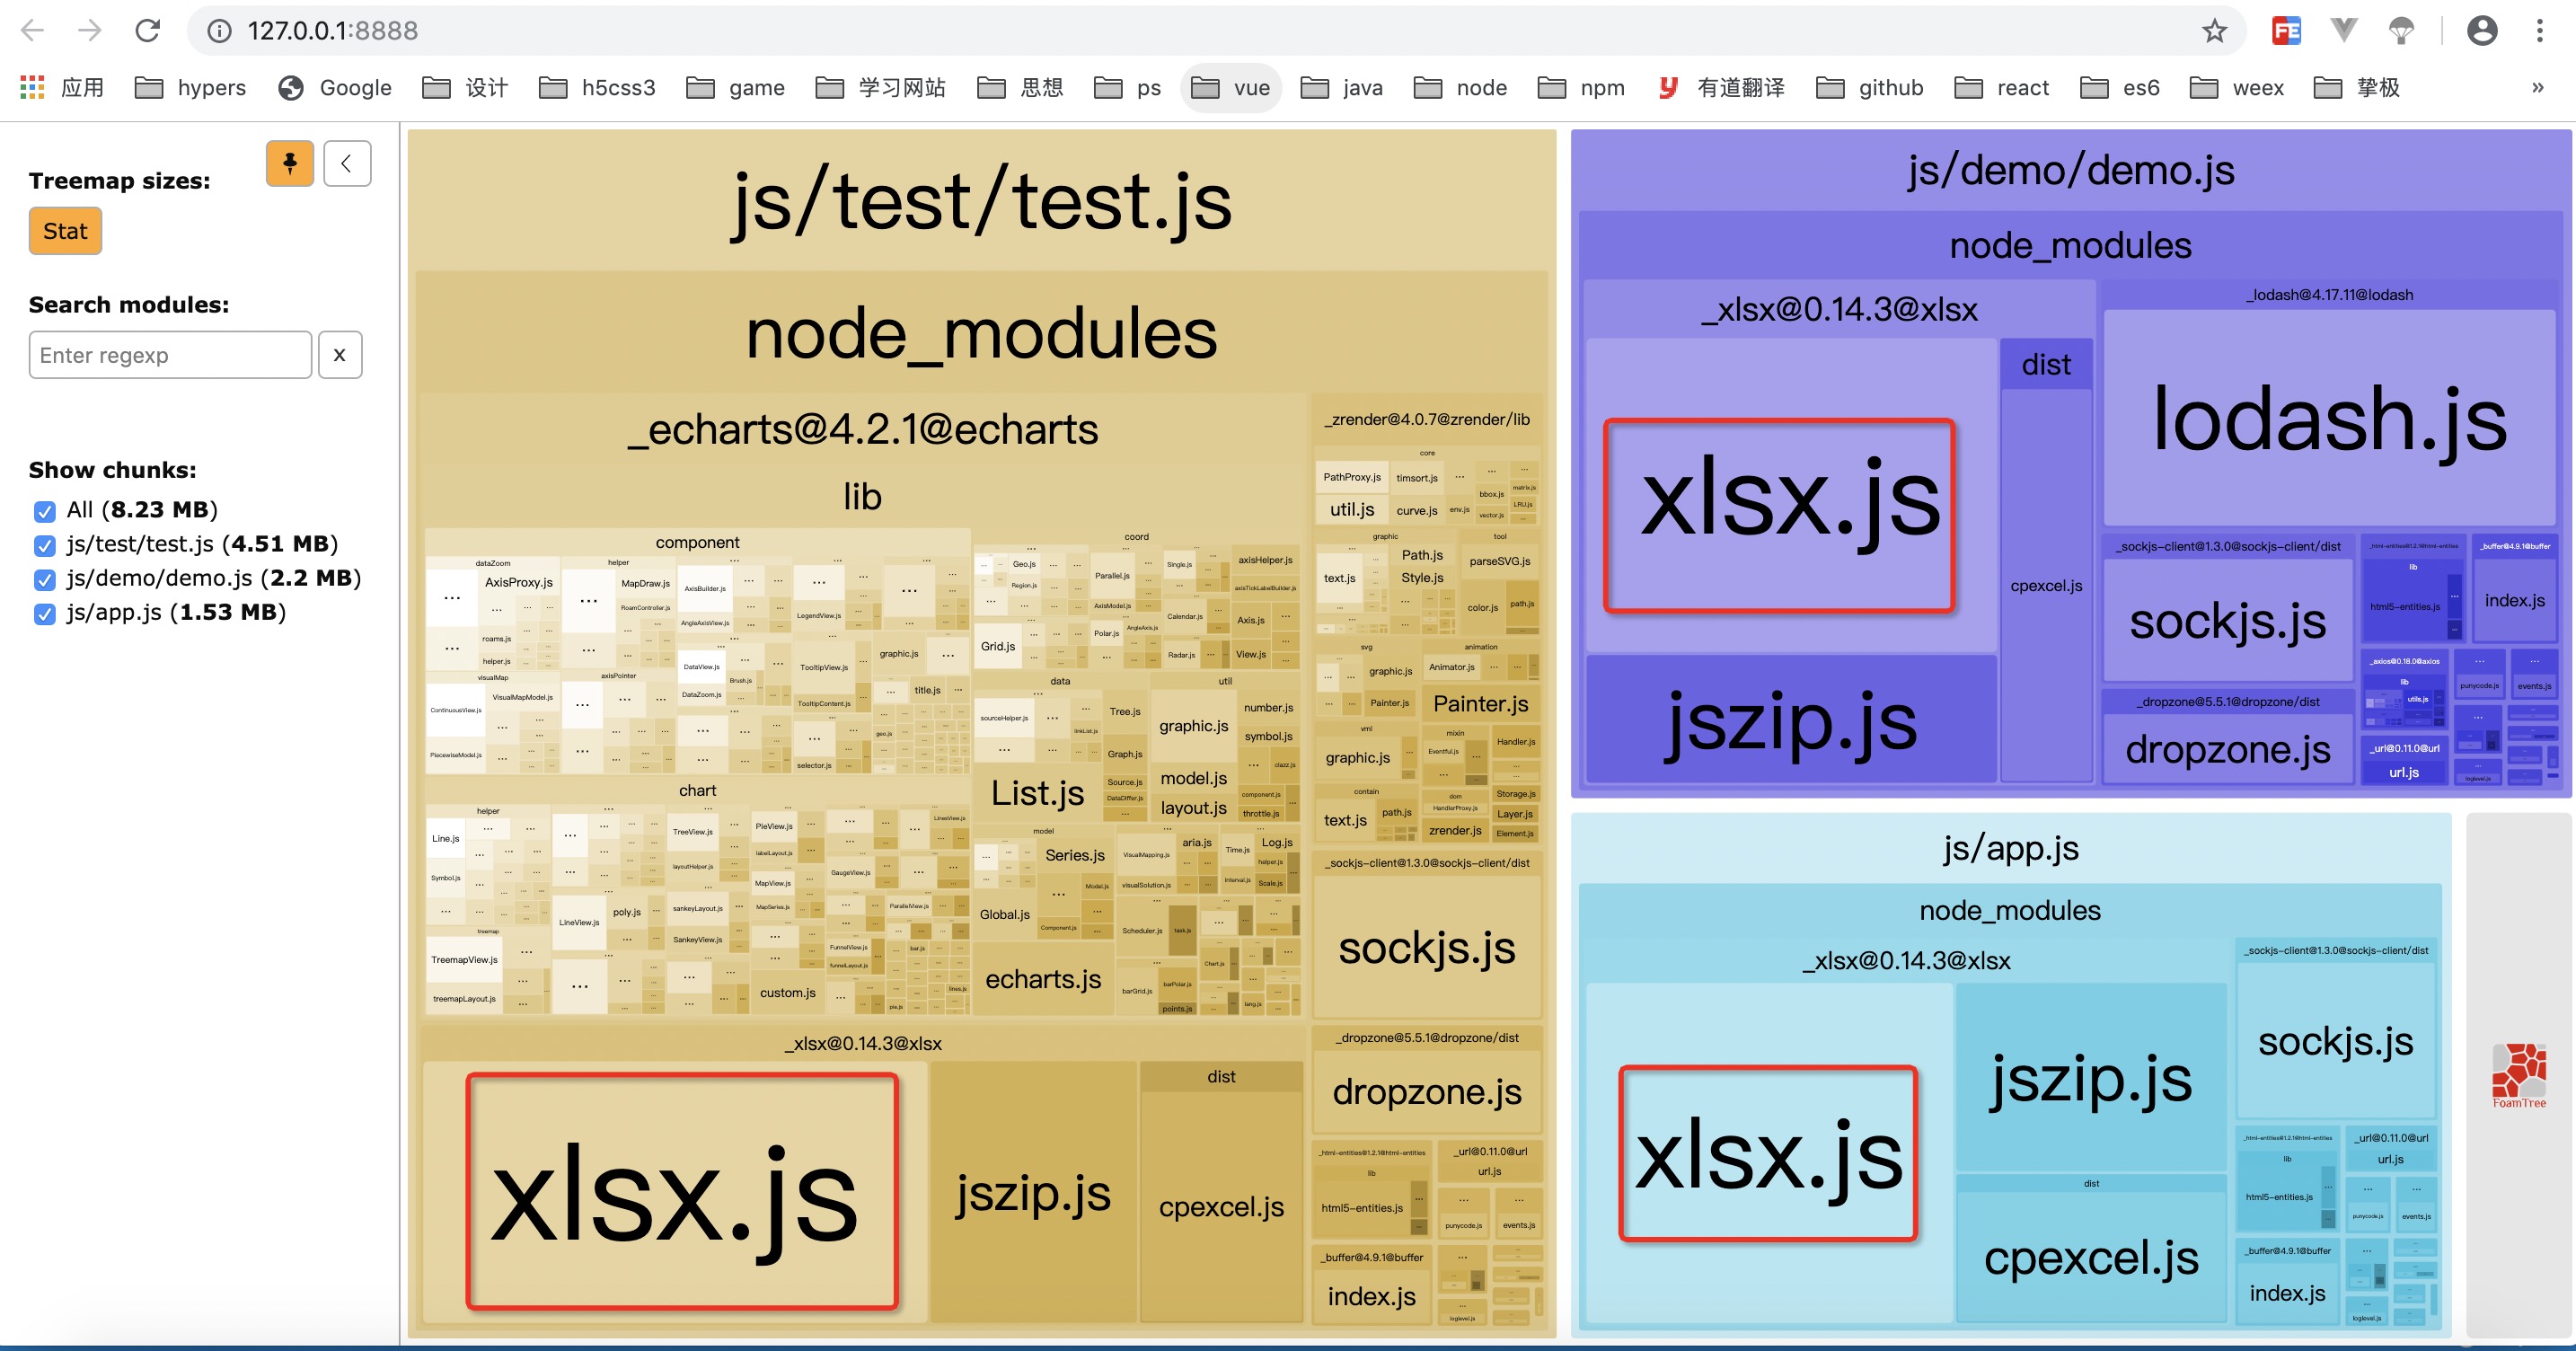 127.0.0.1:8888
应用 hypers Google 设计 h5css3 game 学习网站 思想 ps vue java node npm 有道翻译 github react es6 weex 挚极 »
Treemap sizes:
Stat
Search modules:
Enter regexp x
Show chunks:
All (8.23 MB)
js/test/test.js (4.51 MB)
js/demo/demo.js (2.2 MB)
js/app.js (1.53 MB)
js/test/test.js
node_modules
_echarts@4.2.1@echarts
lib
component
dataZoom
AxisProxy.js
roams.js
helper.js
helper
MapDraw.js
RoamController.js
AxisBuilder.js
AngleAxisView.js
LegendView.js
DataView.js
Brush.js
DataZoom.js
TooltipView.js
TooltipContent.js
graphic.js
title.js
geo.js
selector.js
visualMap
VisualMapModel.js
ContinuousView.js
PiecewiseModel.js
axisPointer
coord
Geo.js
Region.js
Parallel.js
Single.js
axisHelper.js
axisTickLabelBuilder.js
AxisModel.js
Calendar.js
Axis.js
Grid.js
Polar.js
AngleAxis.js
Radar.js
View.js
data
sourceHelper.js
linkList.js
Tree.js
Graph.js
List.js
Source.js
DataDiffer.js
util
graphic.js
number.js
symbol.js
model.js
clazz.js
layout.js
component.js
throttle.js
chart
helper
Line.js
Symbol.js
LineView.js
poly.js
treemap
TreemapView.js
treemapLayout.js
TreeView.js
layoutHelper.js
sankeyLayout.js
SankeyView.js
PieView.js
labelLayout.js
MapView.js
MapSeries.js
custom.js
GaugeView.js
LinesView.js
ParallelView.js
FunnelView.js
funnelLayout.js
bar.js
lines.js
pie.js
model
Series.js
Model.js
Global.js
Component.js
echarts.js
VisualMapping.js
visualSolution.js
aria.js
Time.js
Interval.js
Log.js
helper.js
Scale.js
Scheduler.js
task.js
Chart.js
barGrid.js
barPolar.js
points.js
lang.js
_zrender@4.0.7@zrender/lib
core
PathProxy.js
timsort.js
bbox.js
matrix.js
util.js
curve.js
env.js
vector.js
LRU.js
graphic
text.js
Path.js
Style.js
tool
parseSVG.js
color.js
path.js
svg
graphic.js
Painter.js
animation
Animator.js
Painter.js
vml
graphic.js
mixin
Eventful.js
Handler.js
contain
text.js
path.js
dom
HandlerProxy.js
zrender.js
Storage.js
Layer.js
Element.js
_sockjs-client@1.3.0@sockjs-client/dist
sockjs.js
_xlsx@0.14.3@xlsx
xlsx.js
jszip.js
dist
cpexcel.js
_dropzone@5.5.1@dropzone/dist
dropzone.js
_html-entities@1.2.1@html-entities
lib
html5-entities.js
_url@0.11.0@url
url.js
punycode.js
events.js
_buffer@4.9.1@buffer
index.js
loglevel.js
js/demo/demo.js
node_modules
_xlsx@0.14.3@xlsx
xlsx.js
jszip.js
dist
cpexcel.js
_lodash@4.17.11@lodash
lodash.js
_sockjs-client@1.3.0@sockjs-client/dist
sockjs.js
_html-entities@1.2.1@html-entities
lib
html5-entities.js
_buffer@4.9.1@buffer
index.js
_dropzone@5.5.1@dropzone/dist
dropzone.js
_axios@0.18.0@axios
lib
utils.js
punycode.js
events.js
_url@0.11.0@url
url.js
loglevel.js
js/app.js
node_modules
_xlsx@0.14.3@xlsx
xlsx.js
jszip.js
dist
cpexcel.js
_sockjs-client@1.3.0@sockjs-client/dist
sockjs.js
_html-entities@1.2.1@html-entities
lib
html5-entities.js
_url@0.11.0@url
url.js
punycode.js
events.js
_buffer@4.9.1@buffer
index.js
loglevel.js
FoamTree